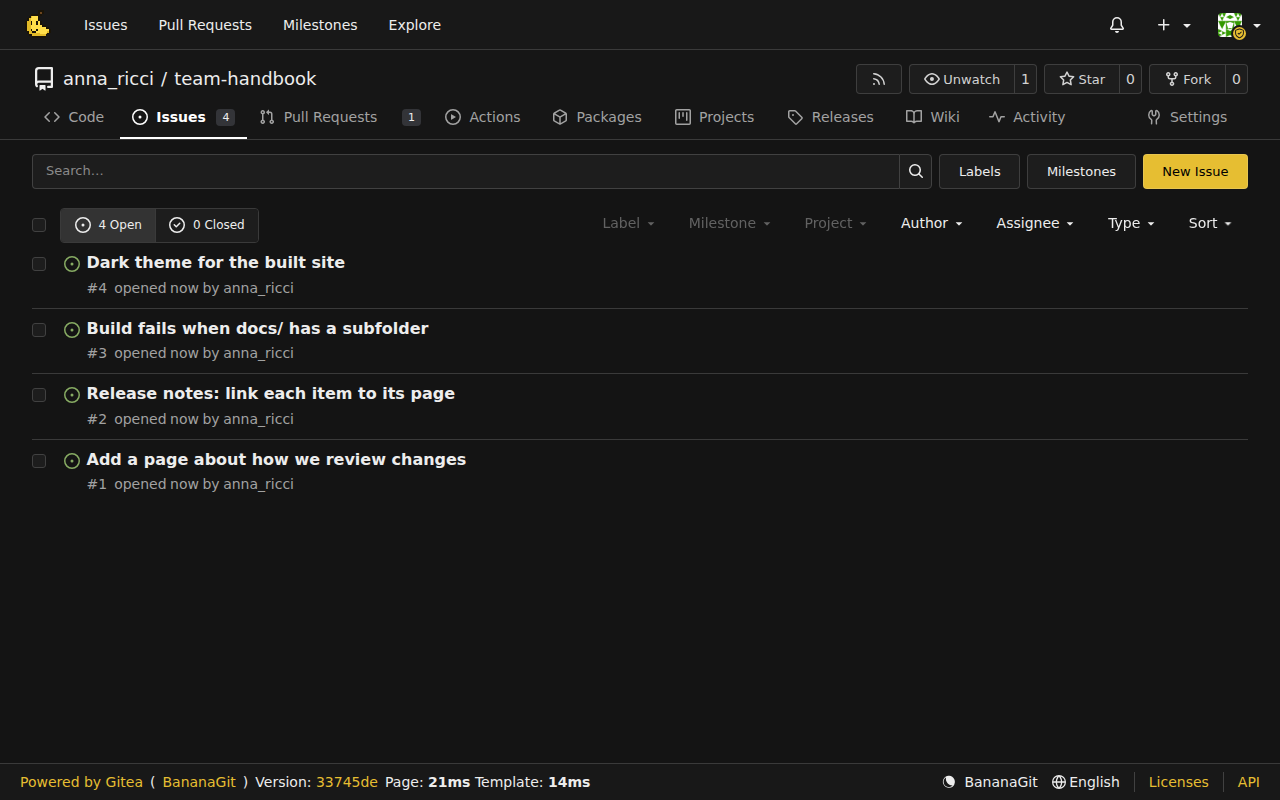 Issues Pull Requests Milestones Explore
anna_ricci / team-handbook
Unwatch 1 Star 0 Fork 0
Code Issues 4 Pull Requests 1 Actions Packages Projects Releases Wiki Activity Settings
Search... Labels Milestones New Issue
4 Open 0 Closed Label Milestone Project Author Assignee Type Sort
Dark theme for the built site
#4 opened now by anna_ricci
Build fails when docs/ has a subfolder
#3 opened now by anna_ricci
Release notes: link each item to its page
#2 opened now by anna_ricci
Add a page about how we review changes
#1 opened now by anna_ricci
Powered by Gitea ( BananaGit ) Version: 33745de Page: 21ms Template: 14ms BananaGit English Licenses API